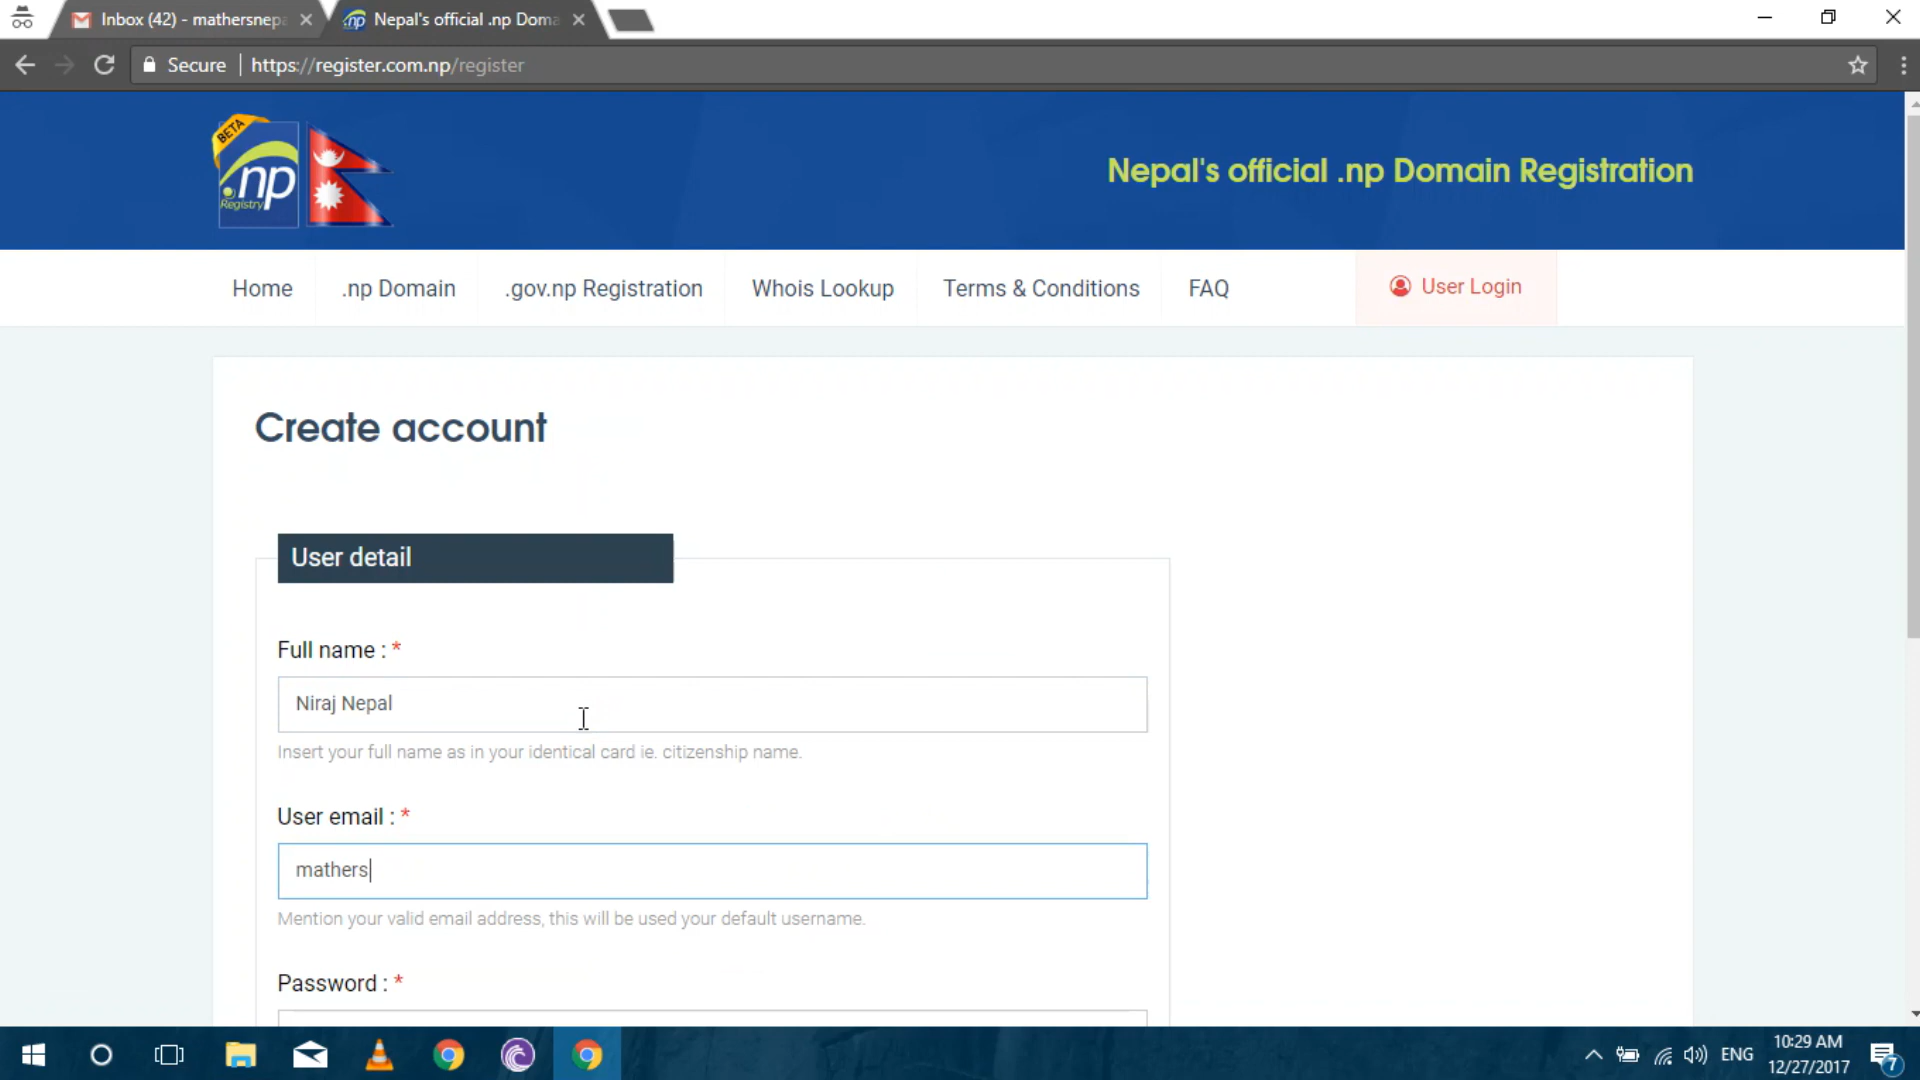 Inbox (42) - mathersnepa
Nepal's official .np Doma
Secure
https://register.com.np/register
BETA
.np
Registry
Nepal's official .np Domain Registration
Home
.np Domain
.gov.np Registration
Whois Lookup
Terms & Conditions
FAQ
User Login
Create account
User detail
Full name : *
Niraj Nepal
Insert your full name as in your identical card ie. citizenship name.
User email : *
mathers
Mention your valid email address, this will be used your default username.
Password : *
ENG
10:29 AM
12/27/2017
7